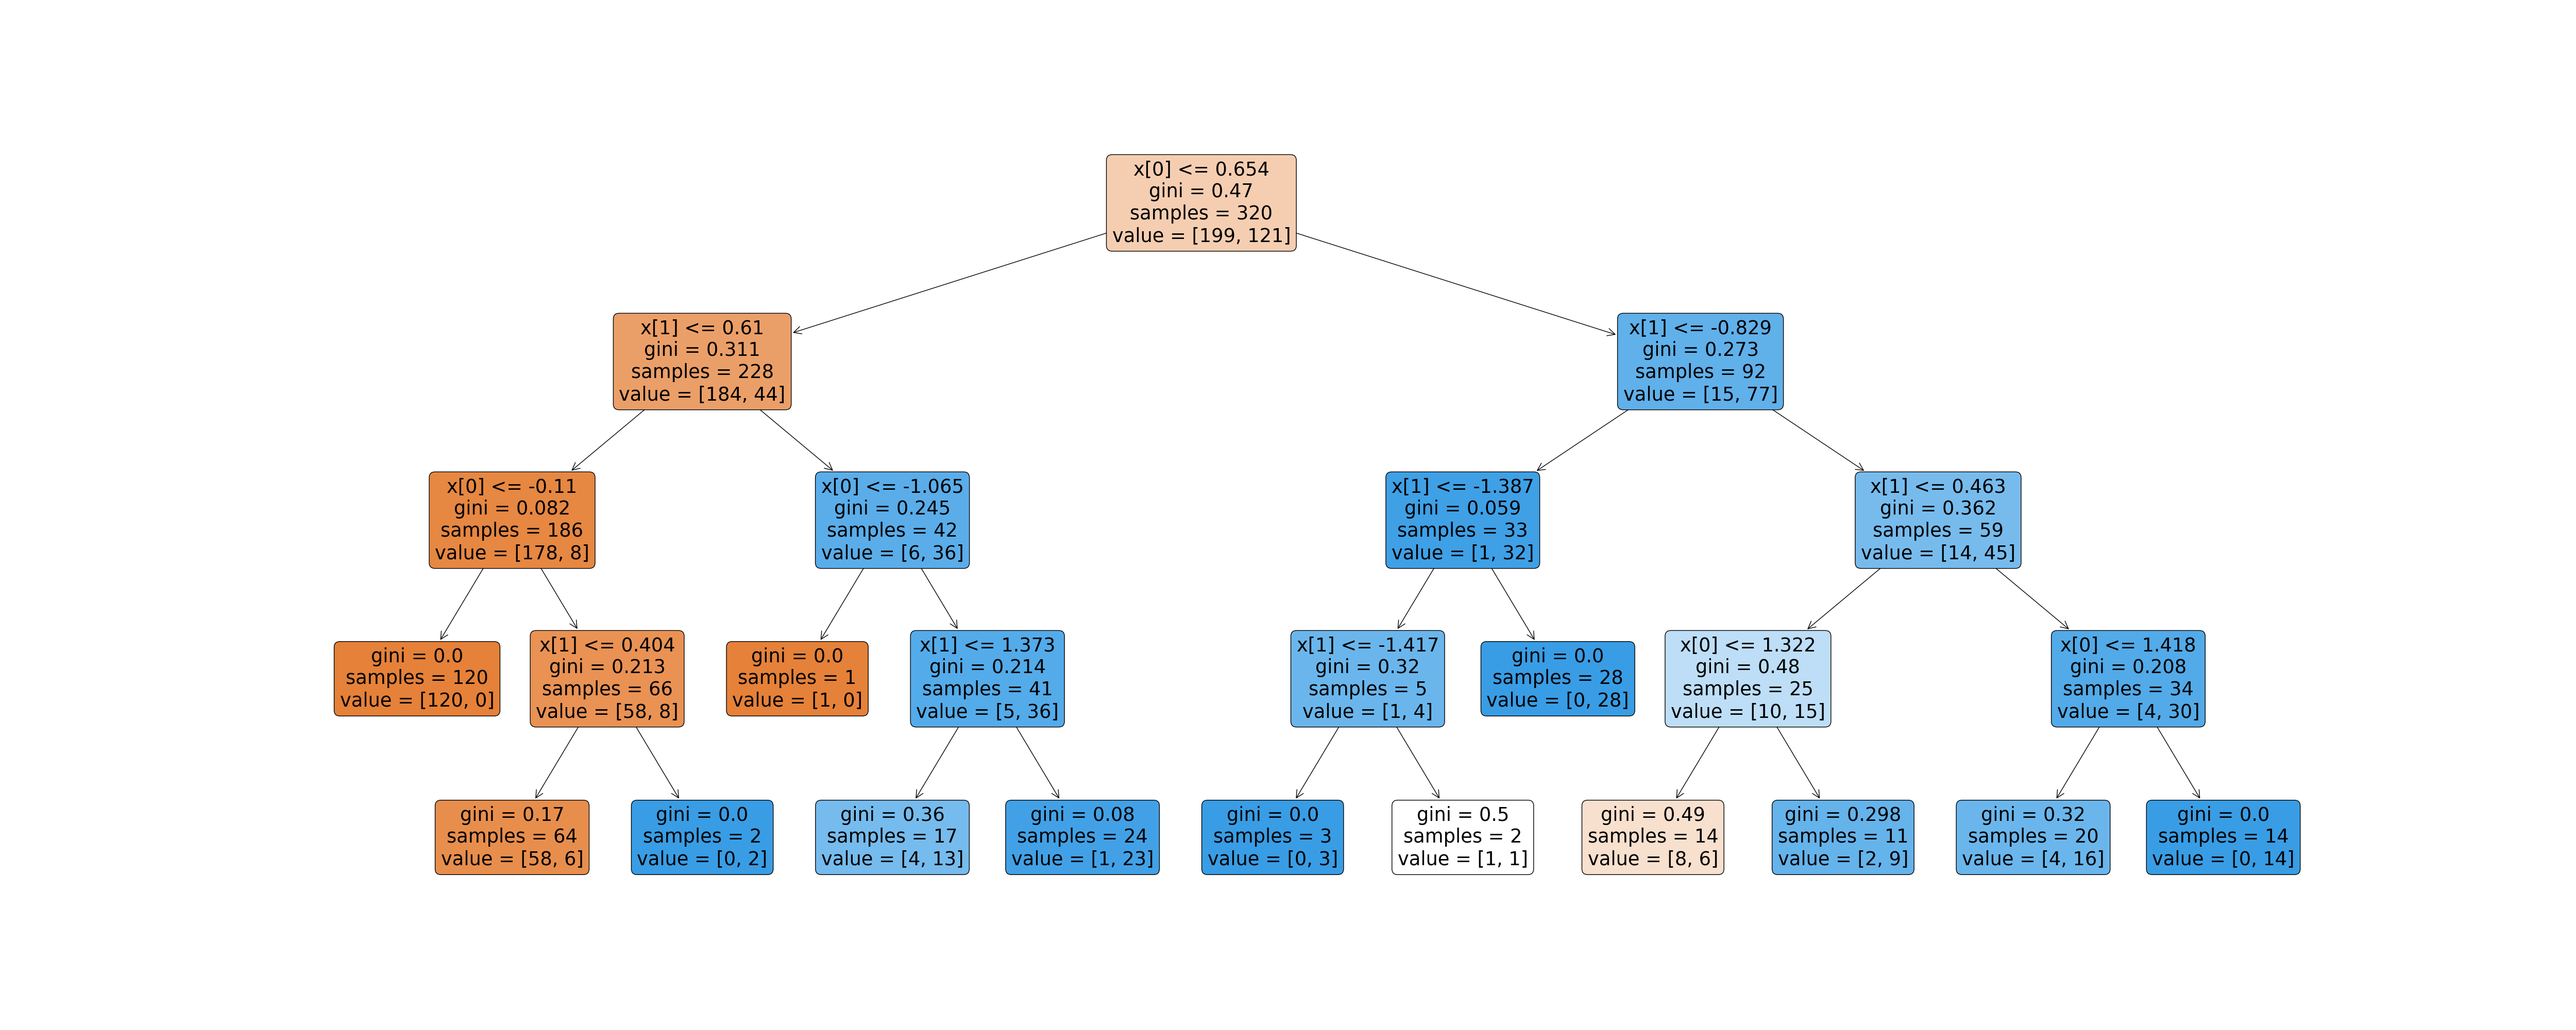 x[0] <= 0.654
gini = 0.47
samples = 320
value = [199, 121]
x[1] <= 0.61
gini = 0.311
samples = 228
value = [184, 44]
x[1] <= -0.829
gini = 0.273
samples = 92
value = [15, 77]
x[0] <= -0.11
gini = 0.082
samples = 186
value = [178, 8]
x[0] <= -1.065
gini = 0.245
samples = 42
value = [6, 36]
x[1] <= -1.387
gini = 0.059
samples = 33
value = [1, 32]
x[1] <= 0.463
gini = 0.362
samples = 59
value = [14, 45]
gini = 0.0
samples = 120
value = [120, 0]
x[1] <= 0.404
gini = 0.213
samples = 66
value = [58, 8]
gini = 0.0
samples = 1
value = [1, 0]
x[1] <= 1.373
gini = 0.214
samples = 41
value = [5, 36]
x[1] <= -1.417
gini = 0.32
samples = 5
value = [1, 4]
gini = 0.0
samples = 28
value = [0, 28]
x[0] <= 1.322
gini = 0.48
samples = 25
value = [10, 15]
x[0] <= 1.418
gini = 0.208
samples = 34
value = [4, 30]
gini = 0.17
samples = 64
value = [58, 6]
gini = 0.0
samples = 2
value = [0, 2]
gini = 0.36
samples = 17
value = [4, 13]
gini = 0.08
samples = 24
value = [1, 23]
gini = 0.0
samples = 3
value = [0, 3]
gini = 0.5
samples = 2
value = [1, 1]
gini = 0.49
samples = 14
value = [8, 6]
gini = 0.298
samples = 11
value = [2, 9]
gini = 0.32
samples = 20
value = [4, 16]
gini = 0.0
samples = 14
value = [0, 14]